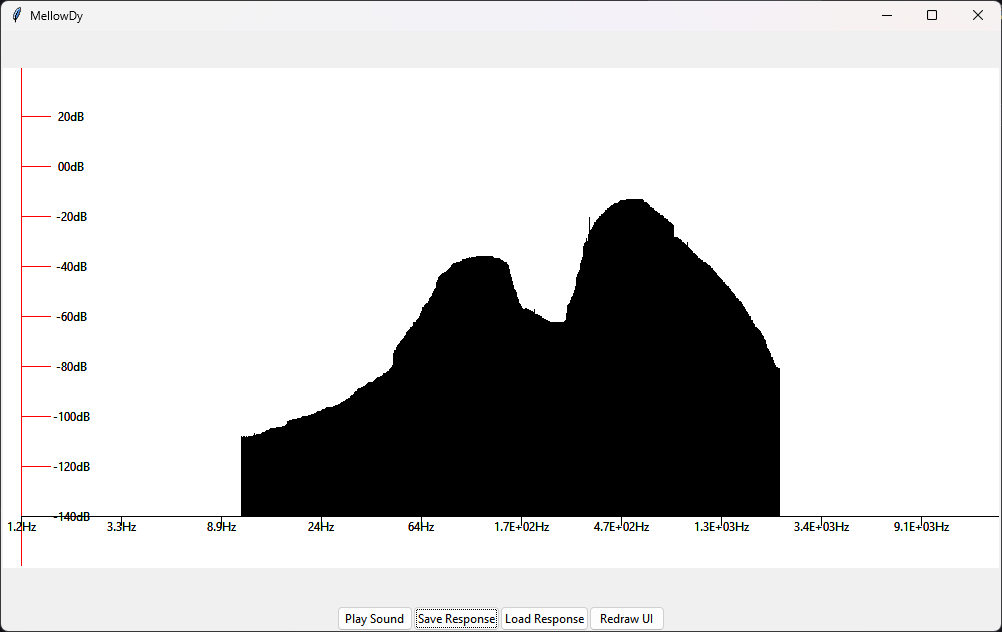 MellowDy
20dB
00dB
-20dB
-40dB
-60dB
-80dB
-100dB
-120dB
-140dB
1.2Hz 3.3Hz 8.9Hz 24Hz 64Hz 1.7E+02Hz 4.7E+02Hz 1.3E+03Hz 3.4E+03Hz 9.1E+03Hz
Play Sound Save Response Load Response Redraw UI